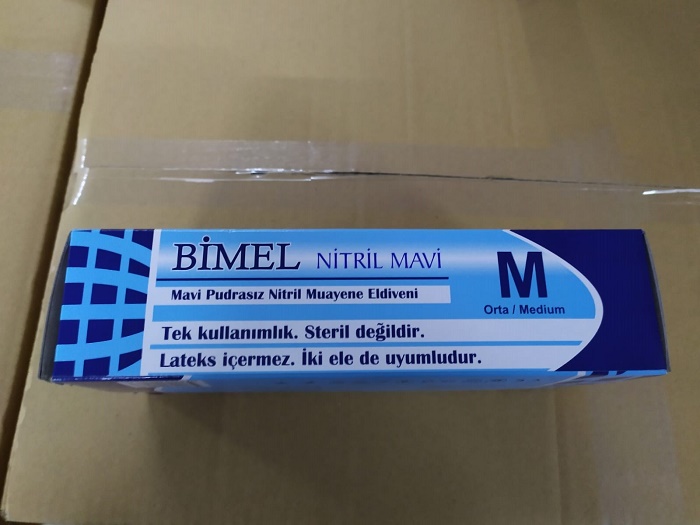 BİMEL NİTRİL MAVİ
Mavi Pudrasız Nitril Muayene Eldiveni
Tek kullanımlık. Steril değildir.
Lateks içermez. İki ele de uyumludur.
M
Orta / Medium